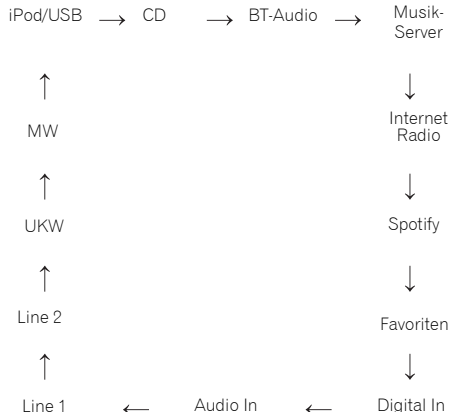 iPod/USB → CD → BT-Audio → Musik-
Server
↑ ↓
MW Internet
Radio
↑ ↓
UKW Spotify
↑ ↓
Line 2 Favoriten
↑ ↓
Line 1 ← Audio In ← Digital In